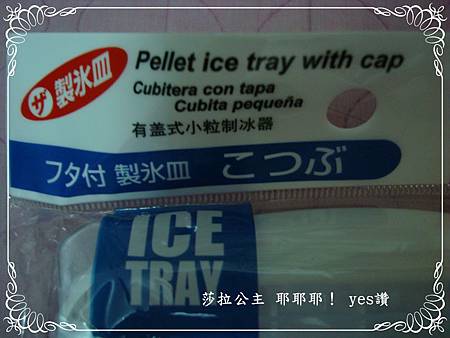 ザ 製氷皿
Pellet ice tray with cap
Cubitera con tapa
Cubita pequeña
有盖式小粒制冰器
フタ付 製氷皿 こつぶ
ICE
TRAY
莎拉公主 耶耶耶！ yes讚